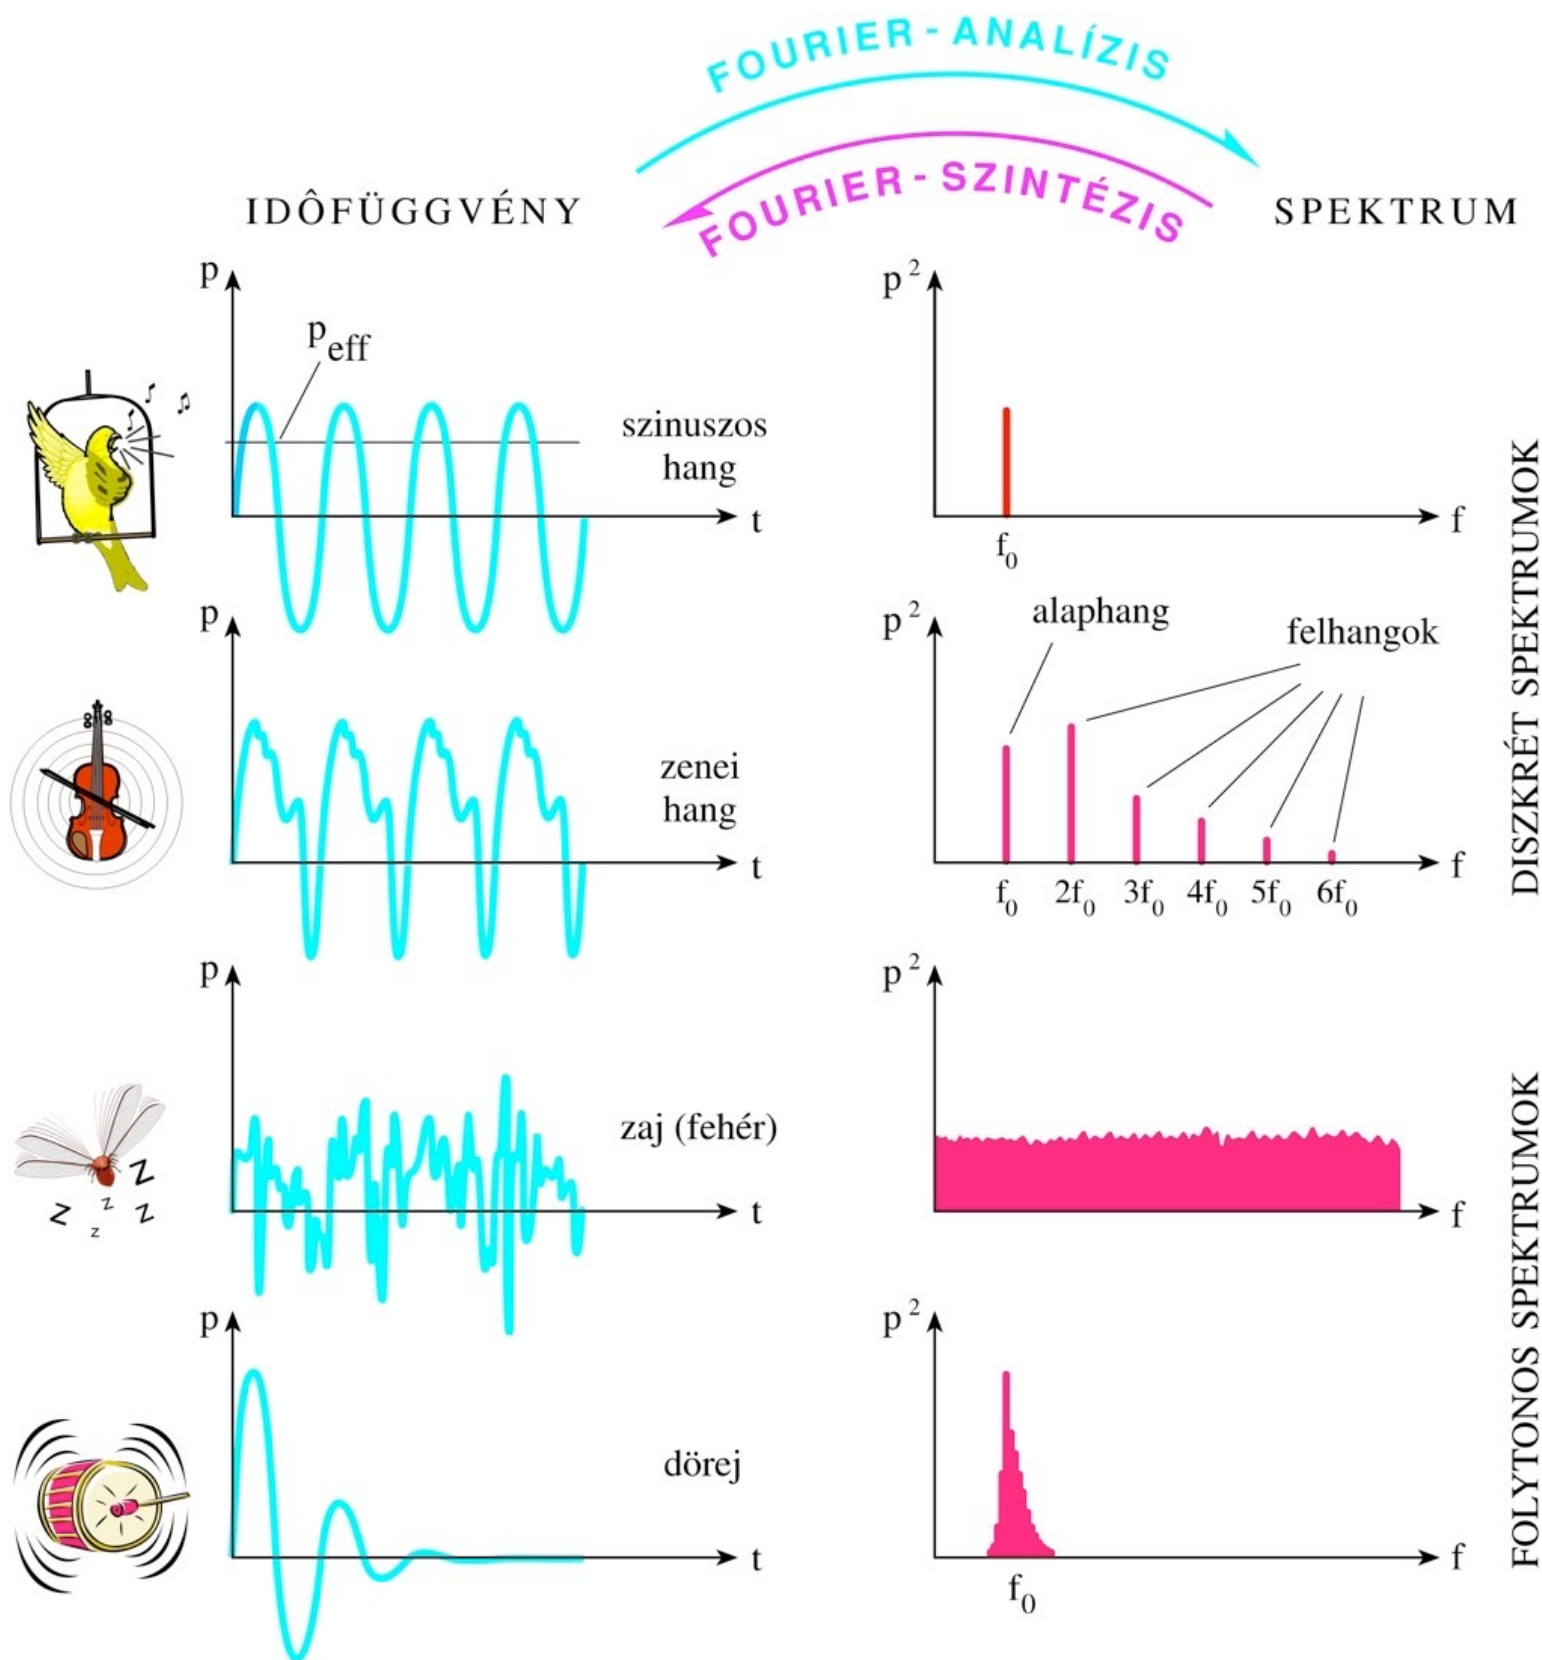 FOURIER - ANALÍZIS
FOURIER - SZINTÉZIS
IDÔFÜGGVÉNY
SPEKTRUM
p
p eff
szinuszos
hang
t
p²
f₀
f
p
zenei
hang
t
p²
alaphang
felhangok
f₀ 2f₀ 3f₀ 4f₀ 5f₀ 6f₀
f
DISZKRÉT SPEKTRUMOK
p
zaj (fehér)
t
z
z
z
z
z
p²
f
p
dörej
t
p²
f₀
f
FOLYTONOS SPEKTRUMOK